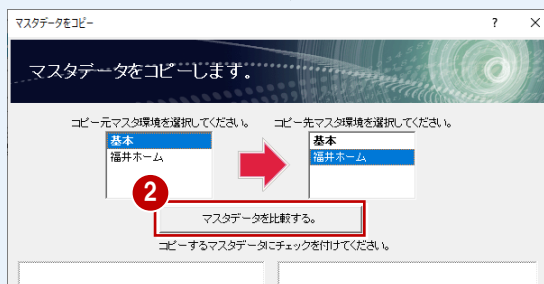 マスタデータをコピー ? ×
マスタデータをコピーします。
コピー元マスタ環境を選択してください。 コピー先マスタ環境を選択してください。
基本 基本
福井ホーム 福井ホーム
2
マスタデータを比較する。
コピーするマスタデータにチェックを付けてください。